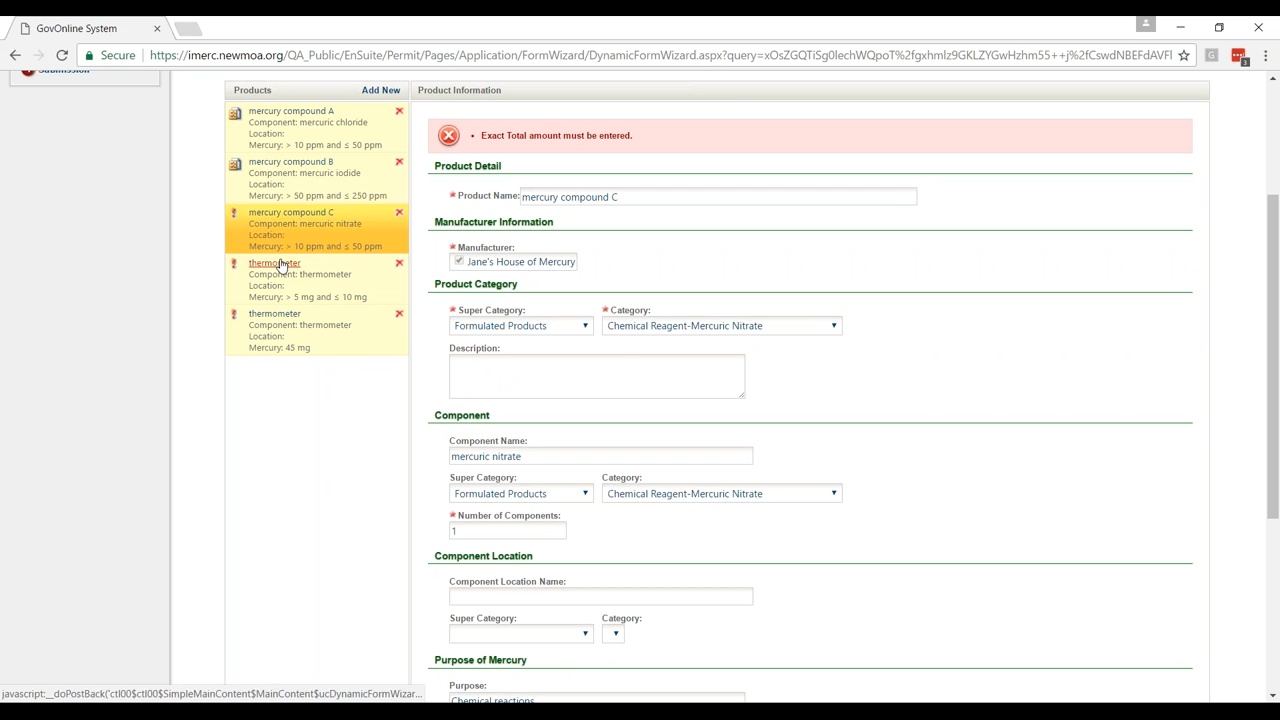 GovOnline System
Secure
https://imerc.newmoa.org/QA_Public/EnSuite/Permit/Pages/Application/FormWizard/DynamicFormWizard.aspx?query=xOsZGQTiSg0lechWQpoT%2fgxhmlz9GKLZYGwHzhm55++j%2fCswdNBEFdAVFl
3
Submission
Products
Add New
Product Information
mercury compound A
Component: mercuric chloride
Location:
Mercury: > 10 ppm and ≤ 50 ppm
mercury compound B
Component: mercuric iodide
Location:
Mercury: > 50 ppm and ≤ 250 ppm
mercury compound C
Component: mercuric nitrate
Location:
Mercury: > 10 ppm and ≤ 50 ppm
thermometer
Component: thermometer
Location:
Mercury: > 5 mg and ≤ 10 mg
thermometer
Component: thermometer
Location:
Mercury: 45 mg
• Exact Total amount must be entered.
Product Detail
* Product Name: mercury compound C
Manufacturer Information
* Manufacturer:
Jane's House of Mercury
Product Category
* Super Category: * Category:
Formulated Products Chemical Reagent-Mercuric Nitrate
Description:
Component
Component Name:
mercuric nitrate
Super Category: Category:
Formulated Products Chemical Reagent-Mercuric Nitrate
* Number of Components:
1
Component Location
Component Location Name:
Super Category: Category:
Purpose of Mercury
Purpose:
Chemical reactions
javascript:__doPostBack('ctl00$ctl00$SimpleMainContent$MainContent$ucDynamicFormWizar...